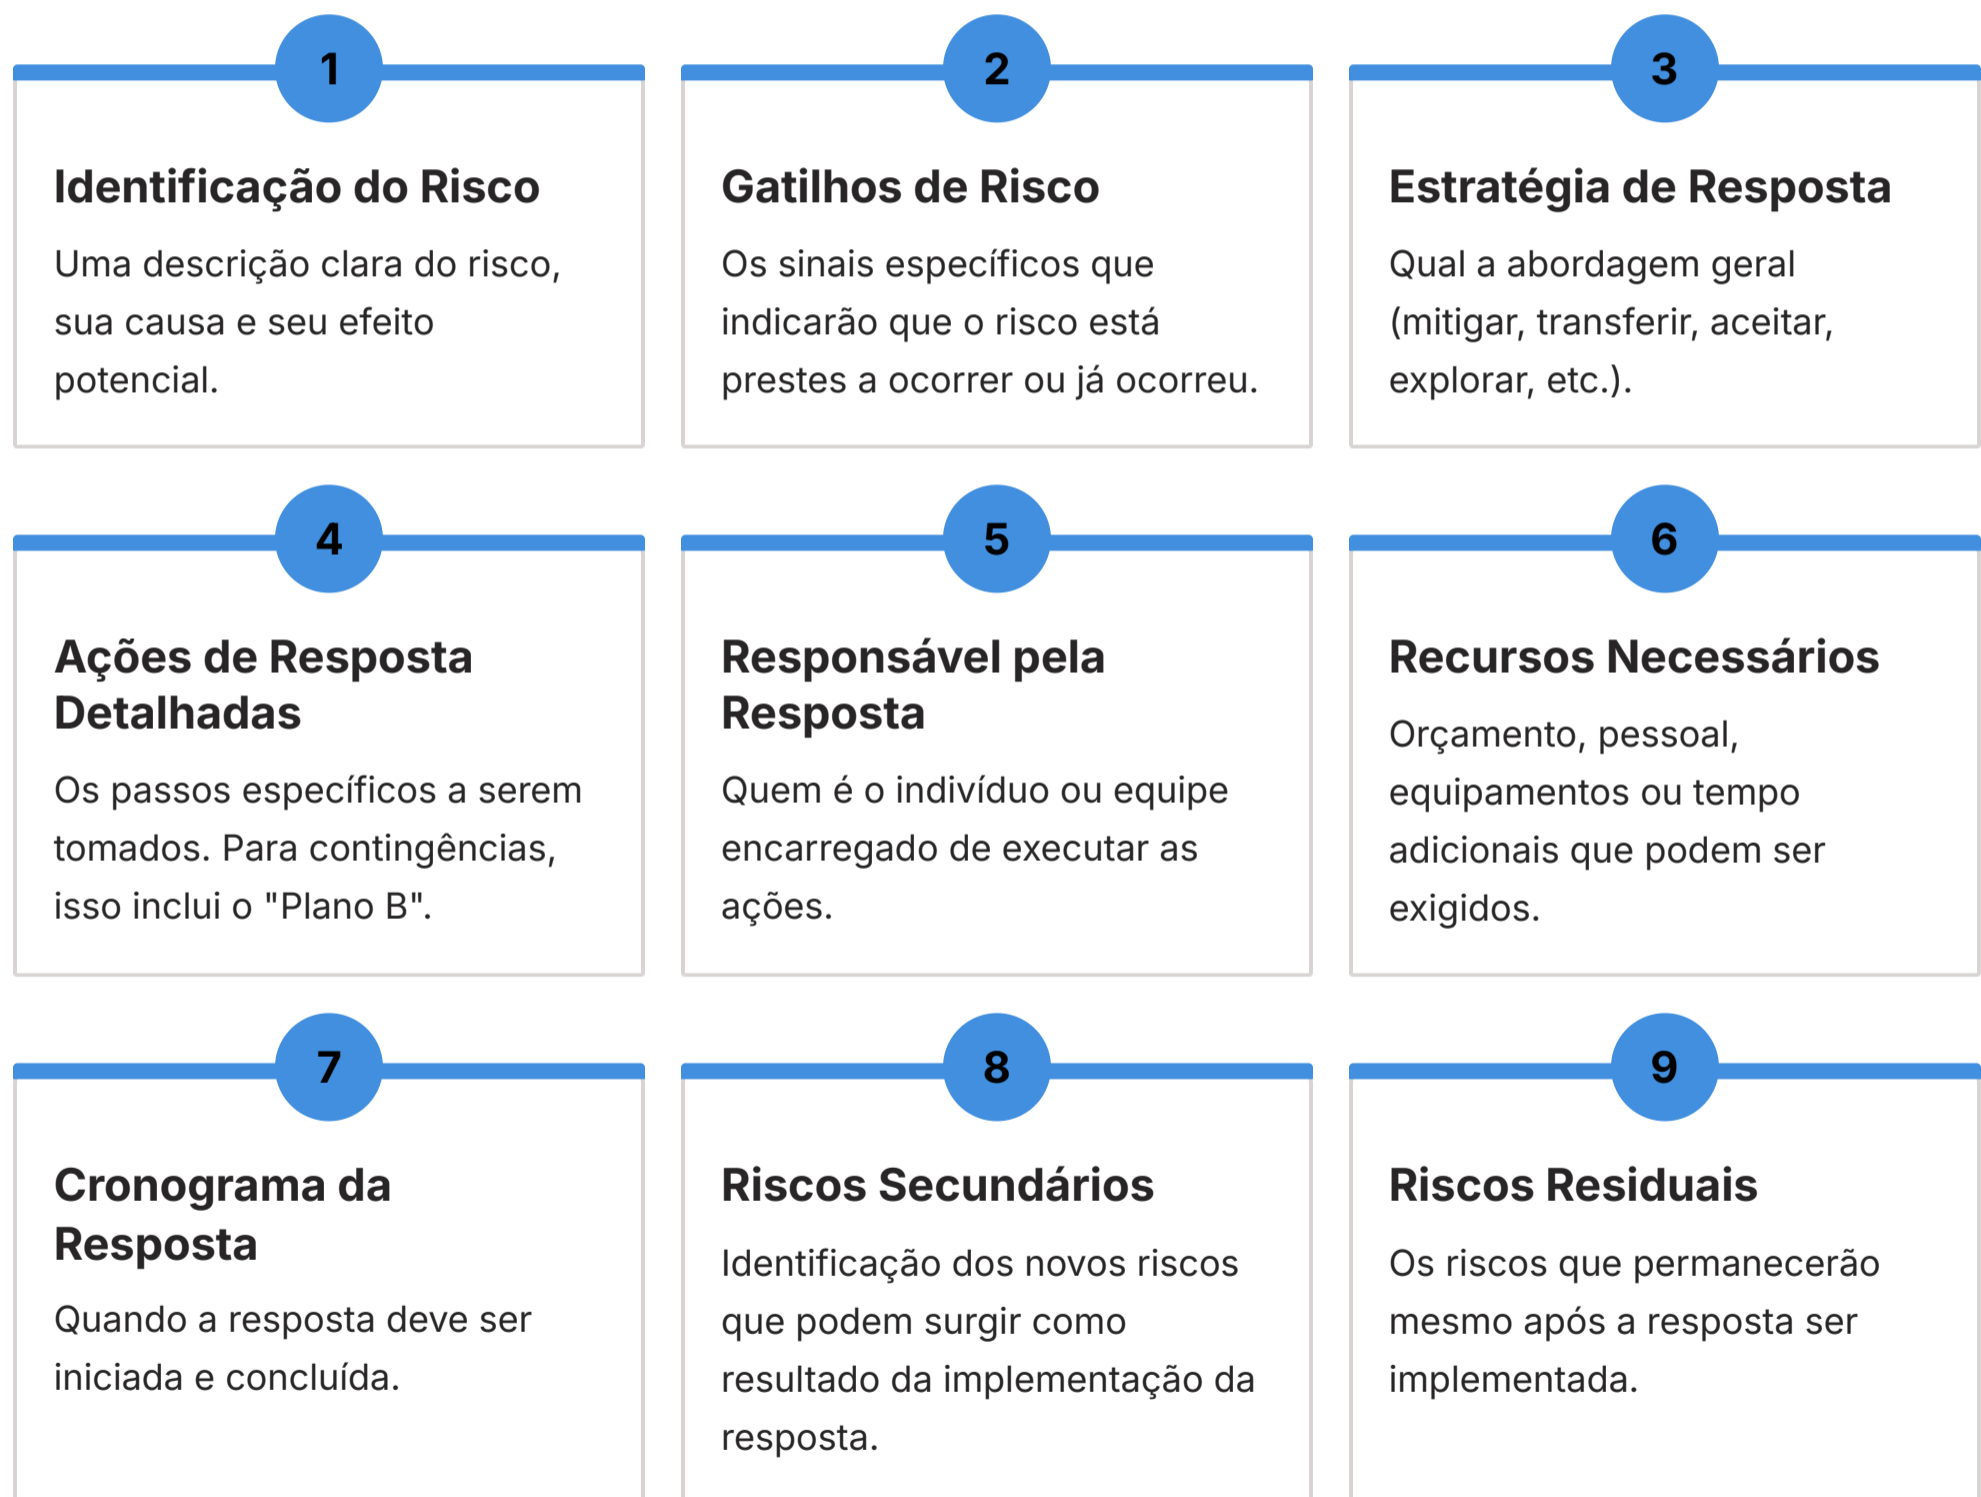 1
Identificação do Risco
Uma descrição clara do risco,
sua causa e seu efeito
potencial.
2
Gatilhos de Risco
Os sinais específicos que
indicarão que o risco está
prestes a ocorrer ou já ocorreu.
3
Estratégia de Resposta
Qual a abordagem geral
(mitigar, transferir, aceitar,
explorar, etc.).
4
Ações de Resposta
Detalhadas
Os passos específicos a serem
tomados. Para contingências,
isso inclui o "Plano B".
5
Responsável pela
Resposta
Quem é o indivíduo ou equipe
encarregado de executar as
ações.
6
Recursos Necessários
Orçamento, pessoal,
equipamentos ou tempo
adicionais que podem ser
exigidos.
7
Cronograma da
Resposta
Quando a resposta deve ser
iniciada e concluída.
8
Riscos Secundários
Identificação dos novos riscos
que podem surgir como
resultado da implementação da
resposta.
9
Riscos Residuais
Os riscos que permanecerão
mesmo após a resposta ser
implementada.